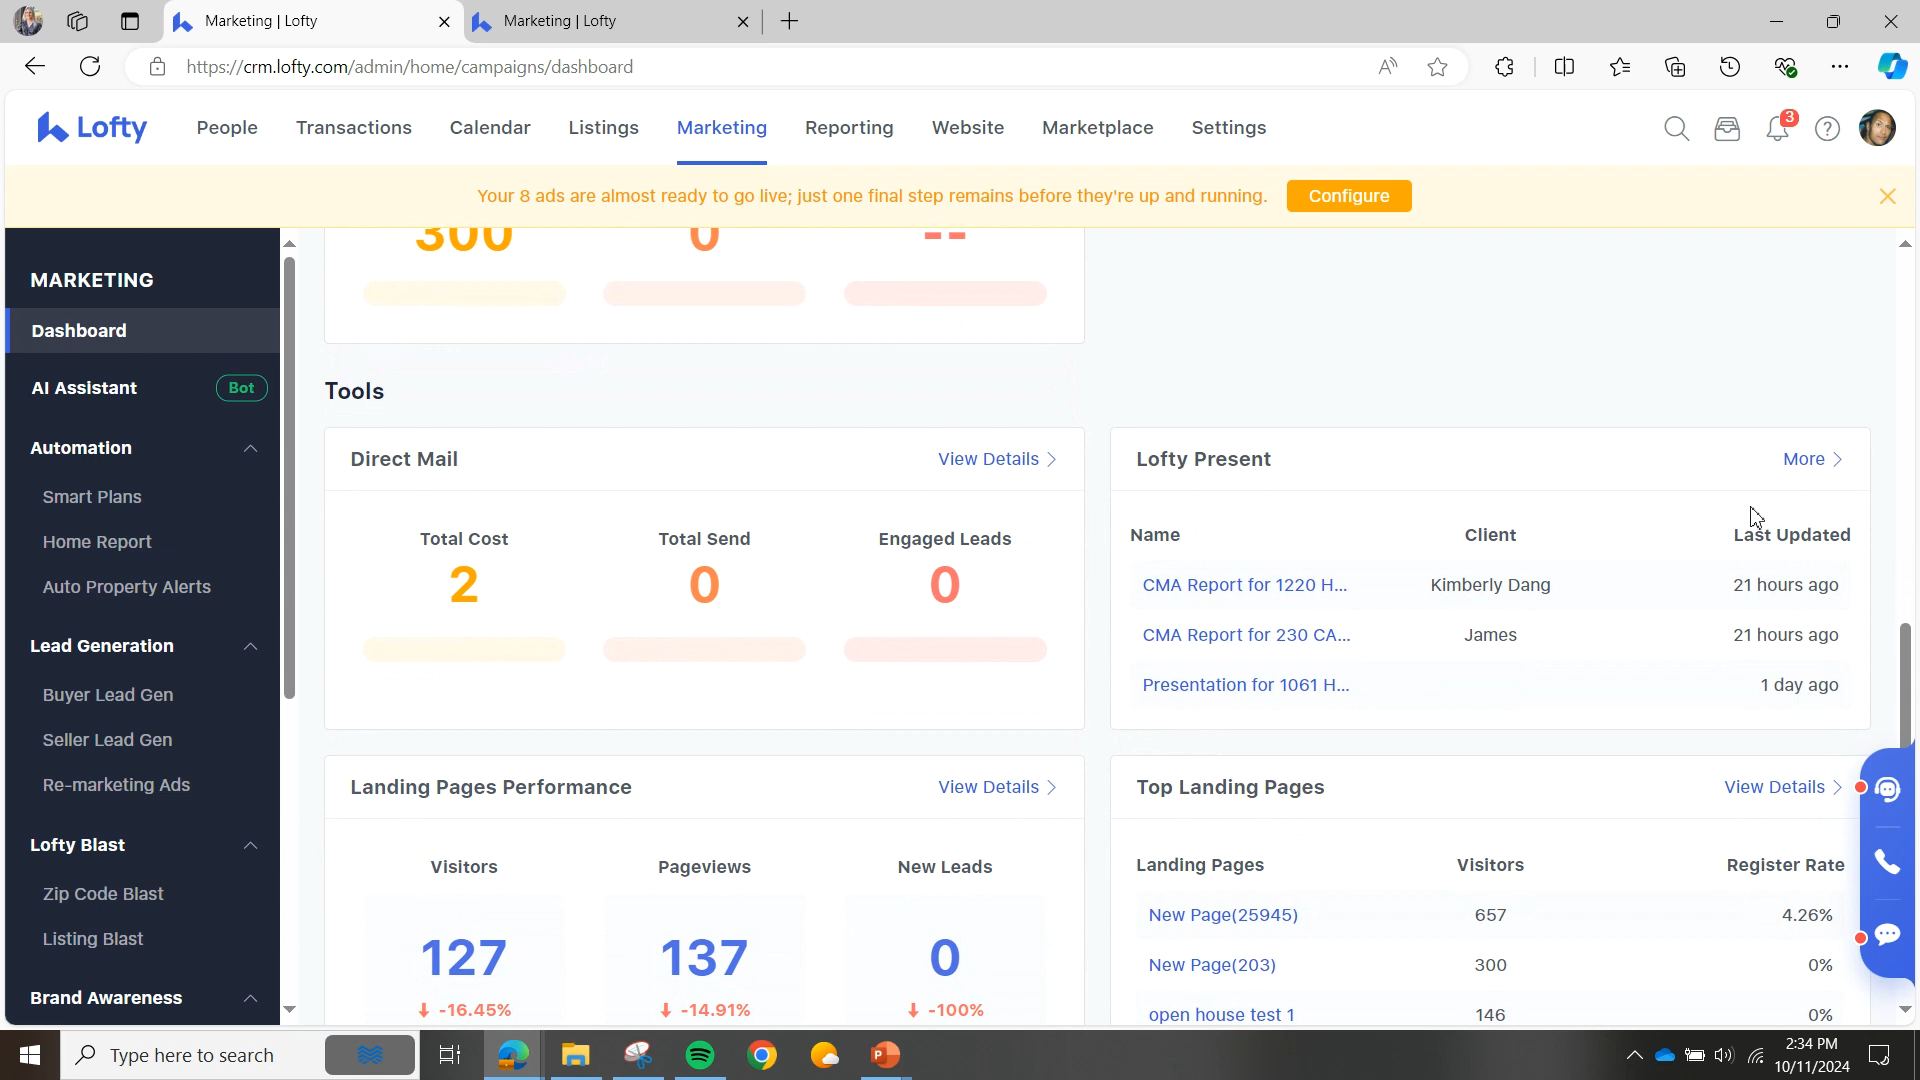 Marketing | Lofty
Marketing | Lofty
https://crm.lofty.com/admin/home/campaigns/dashboard
Lofty
People Transactions Calendar Listings Marketing Reporting Website Marketplace Settings
3
Your 8 ads are almost ready to go live; just one final step remains before they're up and running. Configure
MARKETING
Dashboard
AI Assistant Bot
Automation
Smart Plans
Home Report
Auto Property Alerts
Lead Generation
Buyer Lead Gen
Seller Lead Gen
Re-marketing Ads
Lofty Blast
Zip Code Blast
Listing Blast
Brand Awareness
300 0 --
Tools
Direct Mail View Details >
Total Cost Total Send Engaged Leads
2 0 0
Lofty Present More >
Name Client Last Updated
CMA Report for 1220 H... Kimberly Dang 21 hours ago
CMA Report for 230 CA... James 21 hours ago
Presentation for 1061 H... 1 day ago
Landing Pages Performance View Details >
Visitors Pageviews New Leads
127 137 0
↓ -16.45% ↓ -14.91% ↓ -100%
Top Landing Pages View Details >
Landing Pages Visitors Register Rate
New Page(25945) 657 4.26%
New Page(203) 300 0%
open house test 1 146 0%
Type here to search
2:34 PM
10/11/2024